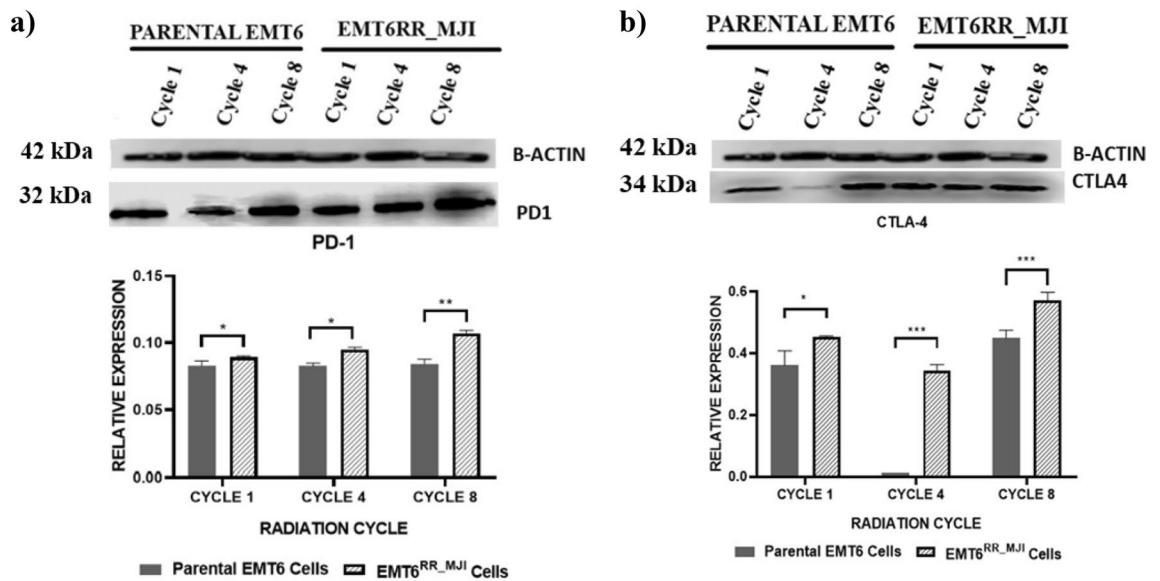 a)
PARENTAL EMT6 EMT6RR_MJI
Cycle 1 Cycle 4 Cycle 8 Cycle 1 Cycle 4 Cycle 8
42 kDa B-ACTIN
32 kDa PD1
PD-1
RELATIVE EXPRESSION
0.15
0.10
0.05
0.00
* * **
CYCLE 1 CYCLE 4 CYCLE 8
RADIATION CYCLE
Parental EMT6 Cells EMT6RR_MJI Cells
b)
PARENTAL EMT6 EMT6RR_MJI
Cycle 1 Cycle 4 Cycle 8 Cycle 1 Cycle 4 Cycle 8
42 kDa B-ACTIN
34 kDa CTLA4
CTLA-4
RELATIVE EXPRESSION
0.6
0.4
0.2
0.0
* *** ***
CYCLE 1 CYCLE 4 CYCLE 8
RADIATION CYCLE
Parental EMT6 Cells EMT6RR_MJI Cells